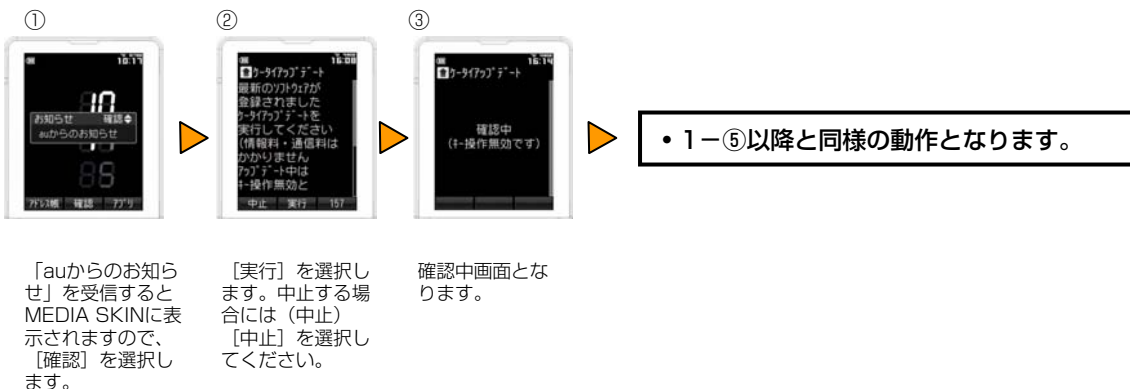 ①
10:17
お知らせ 確認
auからのお知らせ
ｱﾄﾞﾚｽ帳 確認 ｱﾌﾟﾘ
「auからのお知ら
せ」を受信すると
MEDIA SKINに表
示されますので、
［確認］を選択し
ます。
②
16:08
ｹｰﾀｲｱｯﾌﾟﾃﾞｰﾄ
最新のｿﾌﾄｳｪｱが
登録されました
ｹｰﾀｲｱｯﾌﾟﾃﾞｰﾄを
実行してください
(情報料・通信料は
かかりません
ｱｯﾌﾟﾃﾞｰﾄ中は
ｷｰ操作無効と
中止 実行 157
［実行］を選択し
ます。中止する場
合には（中止）
［中止］を選択し
てください。
③
16:14
ｹｰﾀｲｱｯﾌﾟﾃﾞｰﾄ
確認中
(ｷｰ操作無効です)
確認中画面とな
ります。
• 1－⑤以降と同様の動作となります。